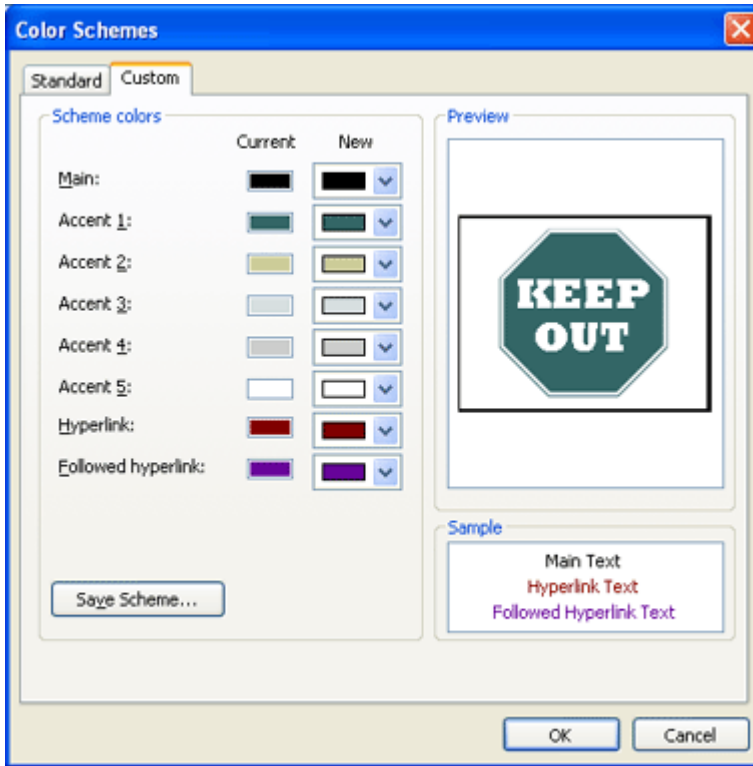 Color Schemes
Standard Custom
Scheme colors
Current New
Main:
Accent 1:
Accent 2:
Accent 3:
Accent 4:
Accent 5:
Hyperlink:
Followed hyperlink:
Save Scheme...
Preview
KEEP
OUT
Sample
Main Text
Hyperlink Text
Followed Hyperlink Text
OK Cancel